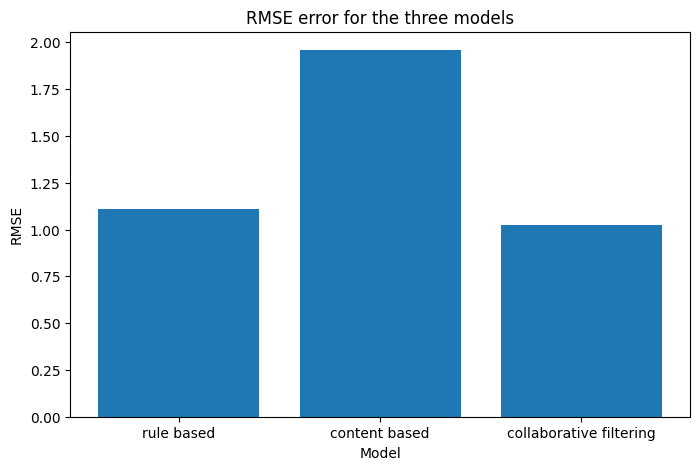 RMSE error for the three models
2.00
1.75
1.50
1.25
1.00
0.75
0.50
0.25
0.00
RMSE
rule based
content based
collaborative filtering
Model